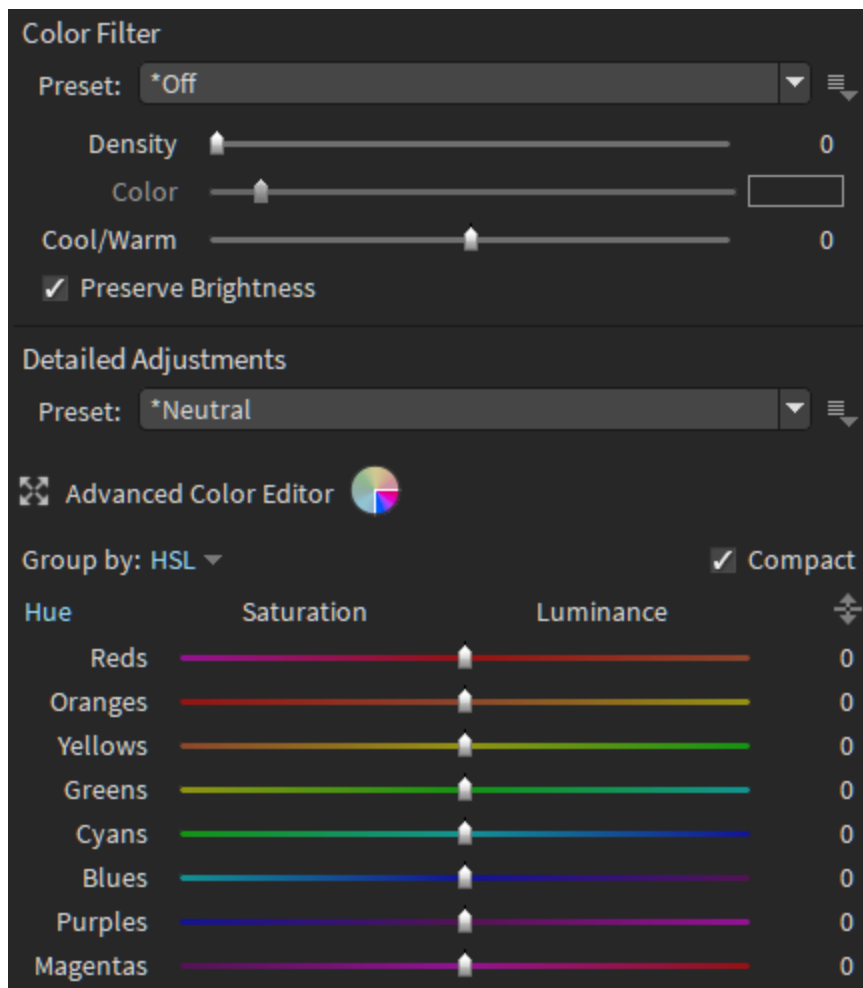 Color Filter
Preset: *Off
Density 0
Color
Cool/Warm 0
Preserve Brightness
Detailed Adjustments
Preset: *Neutral
Advanced Color Editor
Group by: HSL Compact
Hue Saturation Luminance
Reds 0
Oranges 0
Yellows 0
Greens 0
Cyans 0
Blues 0
Purples 0
Magentas 0